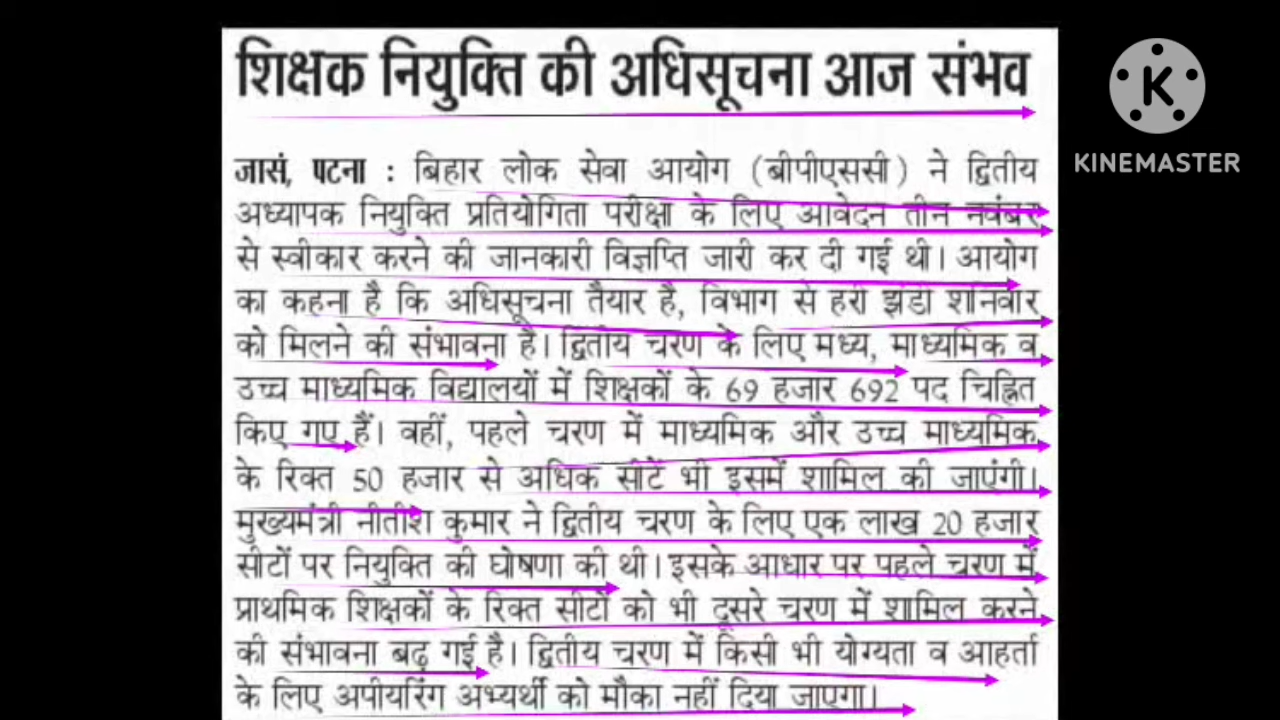 शिक्षक नियुक्ति की अधिसूचना आज संभव
KINEMASTER
जासं, पटना : बिहार लोक सेवा आयोग (बीपीएससी) ने द्वितीय
अध्यापक नियुक्ति प्रतियोगिता परीक्षा के लिए आवेदन तीन नवंबर
से स्वीकार करने की जानकारी विज्ञप्ति जारी कर दी गई थी। आयोग
का कहना है कि अधिसूचना तैयार है, विभाग से हरी झंडी शनिवार
को मिलने की संभावना है। द्वितीय चरण के लिए मध्य, माध्यमिक व
उच्च माध्यमिक विद्यालयों में शिक्षकों के 69 हजार 692 पद चिह्नित
किए गए हैं। वहीं, पहले चरण में माध्यमिक और उच्च माध्यमिक
के रिक्त 50 हजार से अधिक सीटें भी इसमें शामिल की जाएंगी।
मुख्यमंत्री नीतीश कुमार ने द्वितीय चरण के लिए एक लाख 20 हजार
सीटों पर नियुक्ति की घोषणा की थी। इसके आधार पर पहले चरण में
प्राथमिक शिक्षकों के रिक्त सीटों को भी दूसरे चरण में शामिल करने
की संभावना बढ़ गई है। द्वितीय चरण में किसी भी योग्यता व आहर्ता
के लिए अपीयरिंग अभ्यर्थी को मौका नहीं दिया जाएगा।